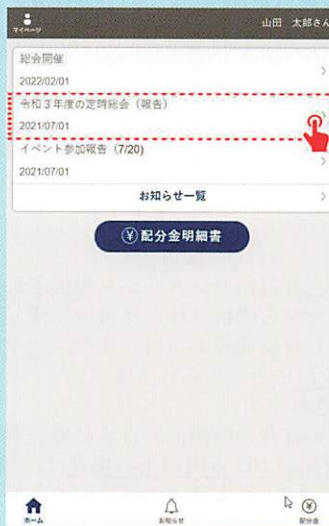 マイページ
山田 太郎さん
総会開催
2022/02/01
令和3年度の定時総会(報告)
2021/07/01
イベント参加報告(7/20)
2021/07/01
お知らせ一覧
¥配分金明細書
ホーム
お知らせ
配分金